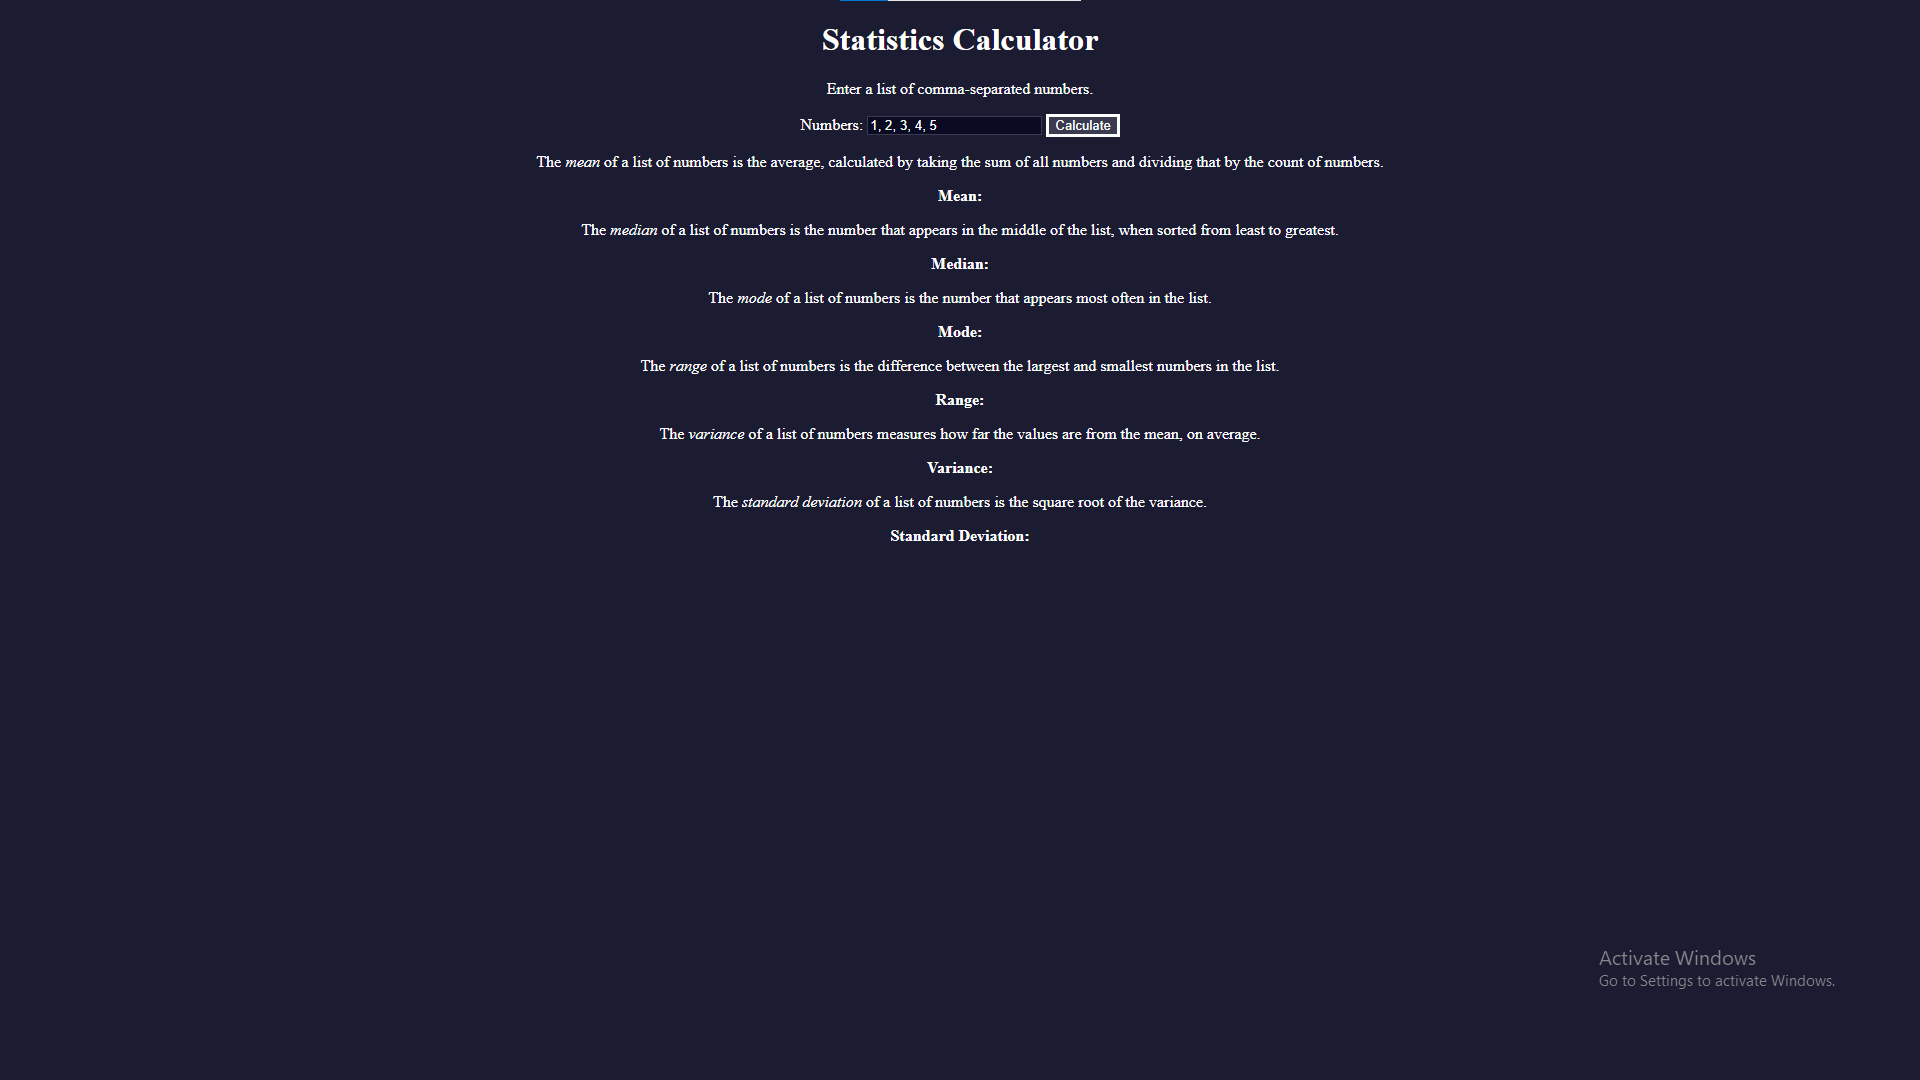 Statistics Calculator
Enter a list of comma-separated numbers.
Numbers: 1, 2, 3, 4, 5 Calculate
The mean of a list of numbers is the average, calculated by taking the sum of all numbers and dividing that by the count of numbers.
Mean:
The median of a list of numbers is the number that appears in the middle of the list, when sorted from least to greatest.
Median:
The mode of a list of numbers is the number that appears most often in the list.
Mode:
The range of a list of numbers is the difference between the largest and smallest numbers in the list.
Range:
The variance of a list of numbers measures how far the values are from the mean, on average.
Variance:
The standard deviation of a list of numbers is the square root of the variance.
Standard Deviation:
Activate Windows
Go to Settings to activate Windows.